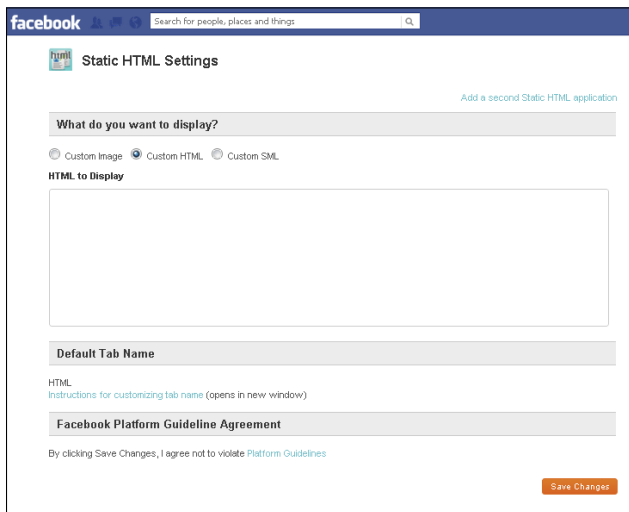 facebook
Search for people, places and things
html
Static HTML Settings
Add a second Static HTML application
What do you want to display?
Custom Image Custom HTML Custom SML
HTML to Display
Default Tab Name
HTML
Instructions for customizing tab name (opens in new window)
Facebook Platform Guideline Agreement
By clicking Save Changes, I agree not to violate Platform Guidelines
Save Changes